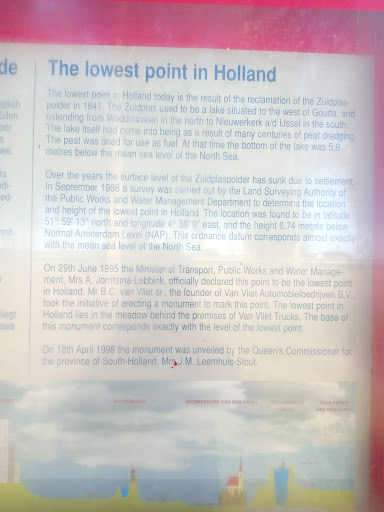 de
The lowest point in Holland
The lowest point in Holland today is the result of the reclamation of the Zuidplas-
polder in 1841. The Zuidplas used to be a lake situated to the west of Gouda, and
extending from Waddinxveen in the north to Nieuwerkerk a/d IJssel in the south.
The lake itself had come into being as a result of many centuries of peat dredging.
The peat was dried for use as fuel. At that time the bottom of the lake was 5.9
metres below the mean sea level of the North Sea.
Over the years the surface level of the Zuidplaspolder has sunk due to settlement.
In September 1986 a survey was carried out by the Land Surveying Authority of
the Public Works and Water Management Department to determine the location
and height of the lowest point in Holland. The location was found to be in latitude
51° 59' 13" north and longitude 4° 38' 9" east, and the height 6.74 metres below
Normal Amsterdam Level (NAP). This ordnance datum corresponds almost exactly
with the mean sea level of the North Sea.
On 29th June 1995 the Minister of Transport, Public Works and Water Manage-
ment, Mrs A. Jorritsma Lebbink, officially declared this point to be the lowest point
in Holland. Mr B.C. van Vliet sr., the founder of Van Vliet Automobielbedrijven B.V.,
took the initiative of erecting a monument to mark this point. The lowest point in
Holland lies in the meadow behind the premises of Van Vliet Trucks. The base of
this monument corresponds exactly with the level of the lowest point.
On 18th April 1998 the monument was unveiled by the Queen's Commissioner for
the province of South-Holland, Mrs J.M. Leemhuis-Stout.